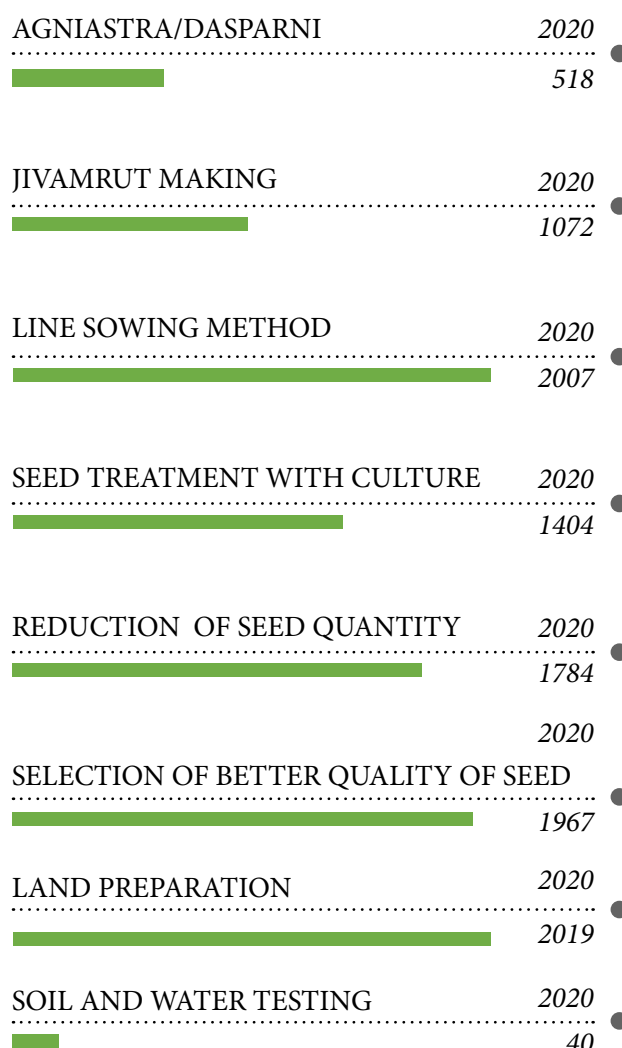 AGNIASTRA/DASPARNI 2020
518
JIVAMRUT MAKING 2020
1072
LINE SOWING METHOD 2020
2007
SEED TREATMENT WITH CULTURE 2020
1404
REDUCTION OF SEED QUANTITY 2020
1784
2020
SELECTION OF BETTER QUALITY OF SEED
1967
LAND PREPARATION 2020
2019
SOIL AND WATER TESTING 2020
40